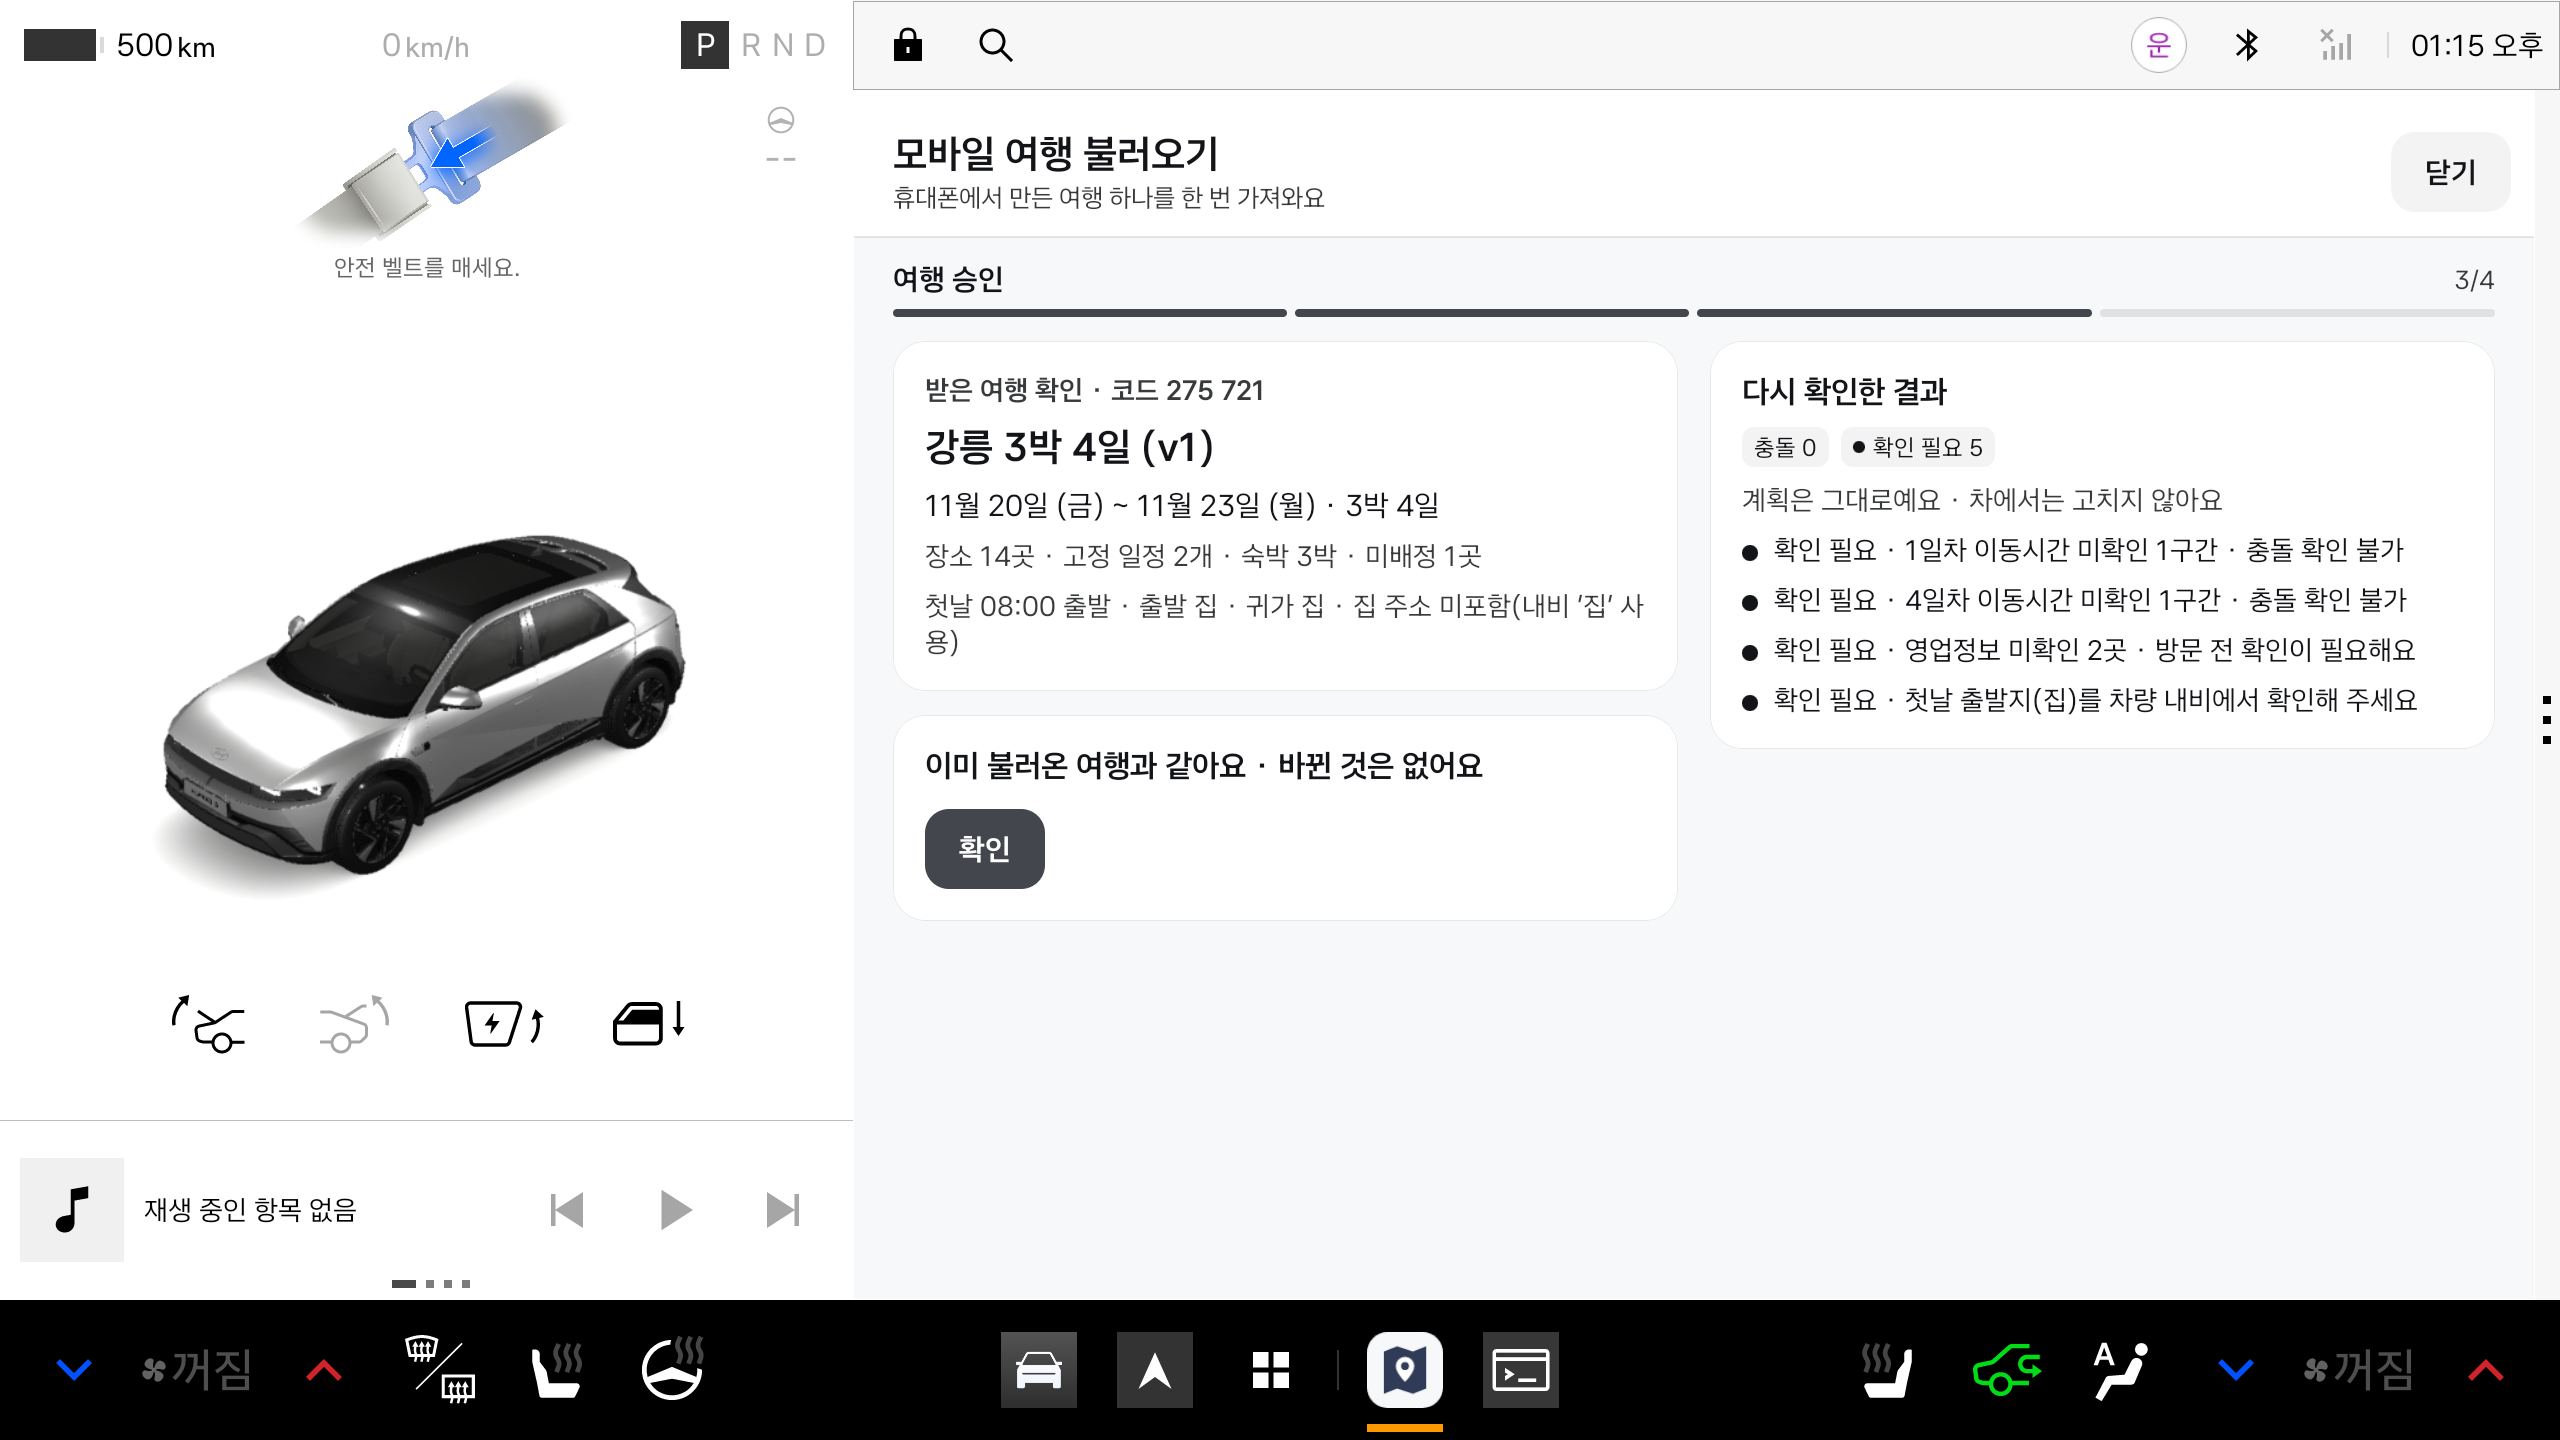 500 km
0 km/h
P R N D
운
01:15 오후
안전 벨트를 매세요.
모바일 여행 불러오기
휴대폰에서 만든 여행 하나를 한 번 가져와요
닫기
여행 승인
3/4
받은 여행 확인 · 코드 275 721
강릉 3박 4일 (v1)
11월 20일 (금) ~ 11월 23일 (월) · 3박 4일
장소 14곳 · 고정 일정 2개 · 숙박 3박 · 미배정 1곳
첫날 08:00 출발 · 출발 집 · 귀가 집 · 집 주소 미포함(내비 '집' 사
용)
이미 불러온 여행과 같아요 · 바뀐 것은 없어요
확인
다시 확인한 결과
충돌 0
확인 필요 5
계획은 그대로예요 · 차에서는 고치지 않아요
확인 필요 · 1일차 이동시간 미확인 1구간 · 충돌 확인 불가
확인 필요 · 4일차 이동시간 미확인 1구간 · 충돌 확인 불가
확인 필요 · 영업정보 미확인 2곳 · 방문 전 확인이 필요해요
확인 필요 · 첫날 출발지(집)를 차량 내비에서 확인해 주세요
재생 중인 항목 없음
꺼짐
A
꺼짐